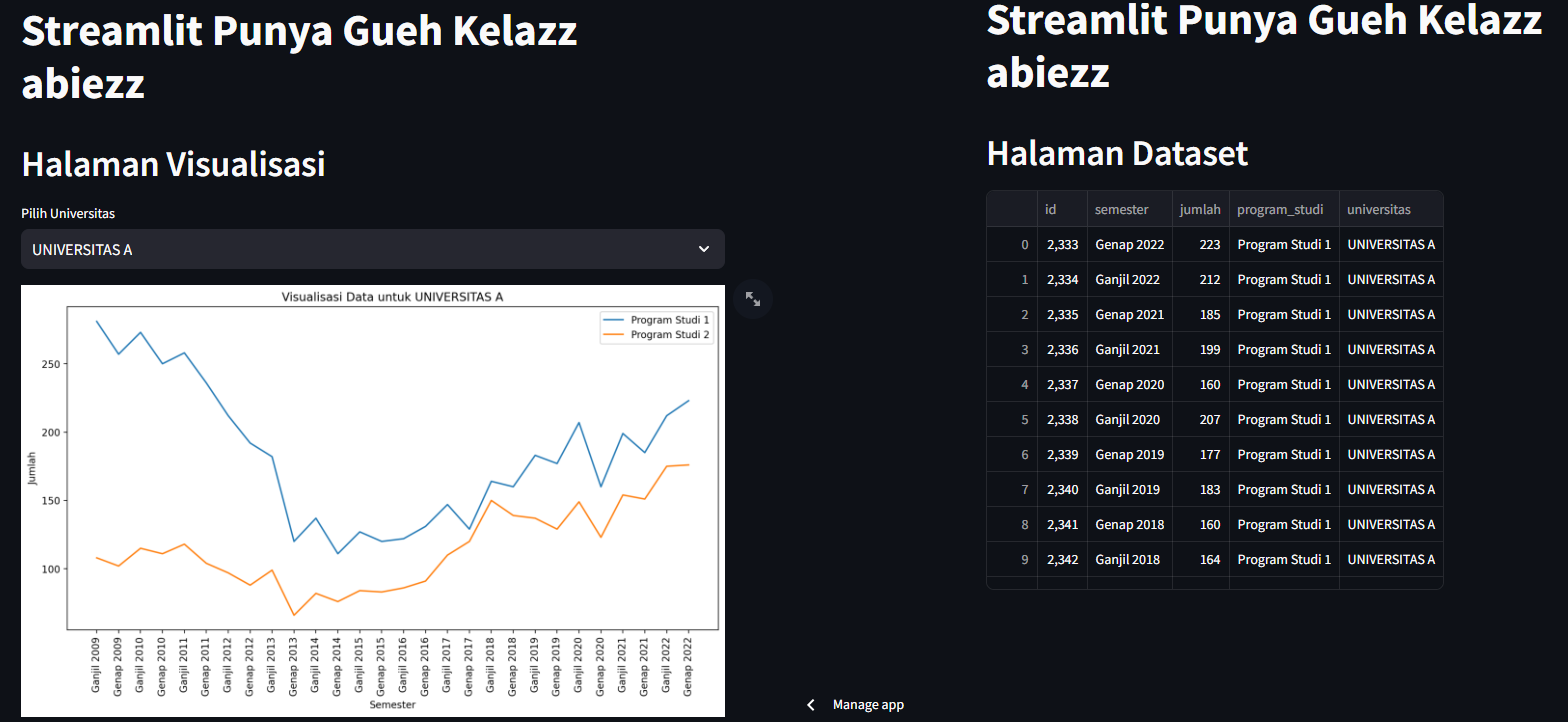 Streamlit Punya Gueh Kelazz
abiezz
Halaman Visualisasi
Pilih Universitas
UNIVERSITAS A
Visualisasi Data untuk UNIVERSITAS A
Program Studi 1
Program Studi 2
250
200
150
100
Jumlah
Ganjil 2009
Genap 2009
Ganjil 2010
Genap 2010
Ganjil 2011
Genap 2011
Ganjil 2012
Genap 2012
Ganjil 2013
Genap 2013
Ganjil 2014
Genap 2014
Ganjil 2015
Genap 2015
Ganjil 2016
Genap 2016
Ganjil 2017
Genap 2017
Ganjil 2018
Genap 2018
Ganjil 2019
Genap 2019
Ganjil 2020
Genap 2020
Ganjil 2021
Genap 2021
Ganjil 2022
Genap 2022
Semester
Manage app
Streamlit Punya Gueh Kelazz
abiezz
Halaman Dataset
id semester jumlah program_studi universitas
0 2,333 Genap 2022 223 Program Studi 1 UNIVERSITAS A
1 2,334 Ganjil 2022 212 Program Studi 1 UNIVERSITAS A
2 2,335 Genap 2021 185 Program Studi 1 UNIVERSITAS A
3 2,336 Ganjil 2021 199 Program Studi 1 UNIVERSITAS A
4 2,337 Genap 2020 160 Program Studi 1 UNIVERSITAS A
5 2,338 Ganjil 2020 207 Program Studi 1 UNIVERSITAS A
6 2,339 Genap 2019 177 Program Studi 1 UNIVERSITAS A
7 2,340 Ganjil 2019 183 Program Studi 1 UNIVERSITAS A
8 2,341 Genap 2018 160 Program Studi 1 UNIVERSITAS A
9 2,342 Ganjil 2018 164 Program Studi 1 UNIVERSITAS A